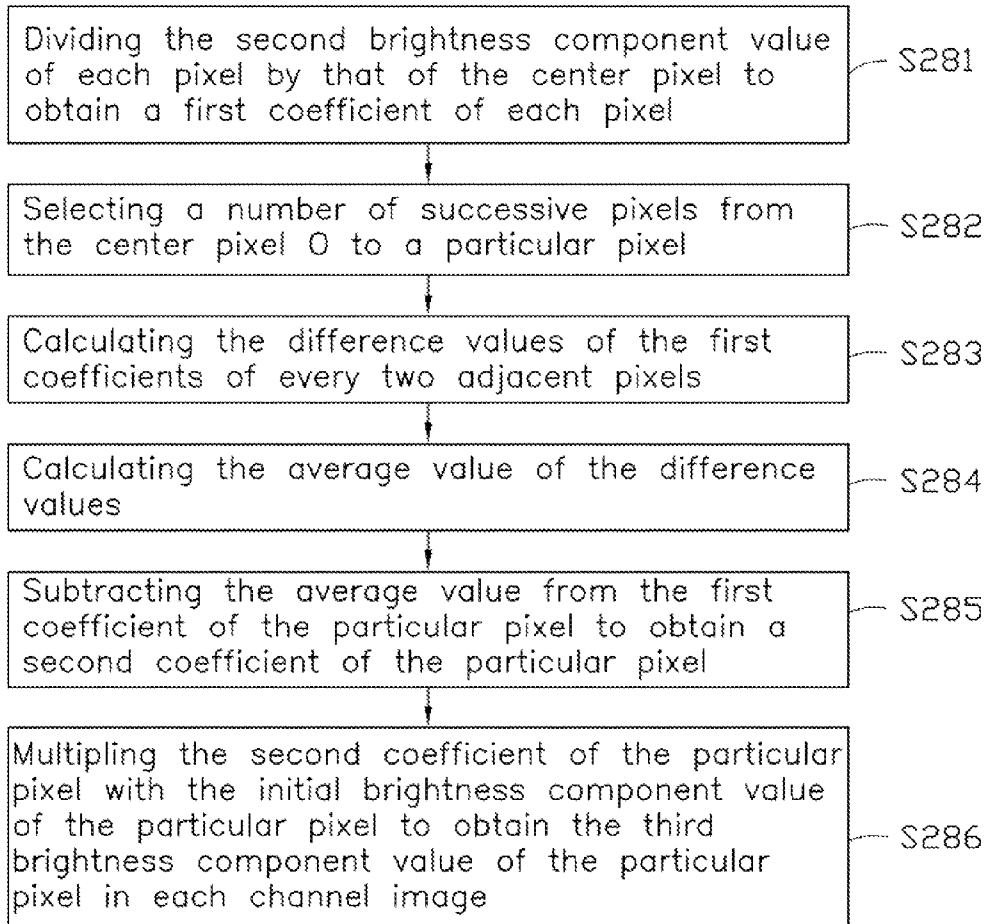 Dividing the second brightness component value
of each pixel by that of the center pixel to
obtain a first coefficient of each pixel
S281
Selecting a number of successive pixels from
the center pixel O to a particular pixel
S282
Calculating the difference values of the first
coefficients of every two adjacent pixels
S283
Calculating the average value of the difference
values
S284
Subtracting the average value from the first
coefficient of the particular pixel to obtain a
second coefficient of the particular pixel
S285
Multipling the second coefficient of the particular
pixel with the initial brightness component value
of the particular pixel to obtain the third
brightness component value of the particular
pixel in each channel image
S286